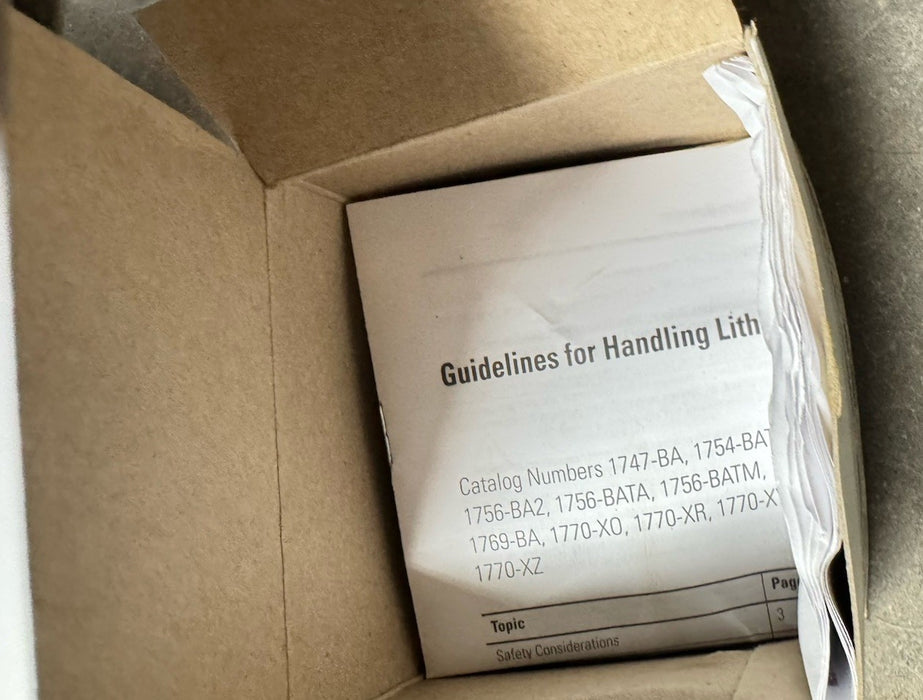 Guidelines for Handling Lith
Catalog Numbers 1747-BA, 1754-BAT
1756-BA2, 1756-BATA, 1756-BATM,
1769-BA, 1770-XO, 1770-XR, 1770-X
1770-XZ
Topic Pag
Safety Considerations 3